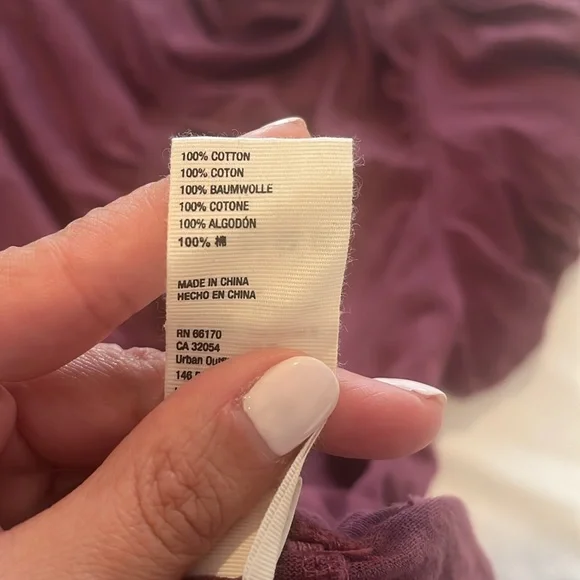 100% COTTON
100% COTON
100% BAUMWOLLE
100% COTONE
100% ALGODÓN
100% 棉
MADE IN CHINA
HECHO EN CHINA
RN 66170
CA 32054
Urban
146